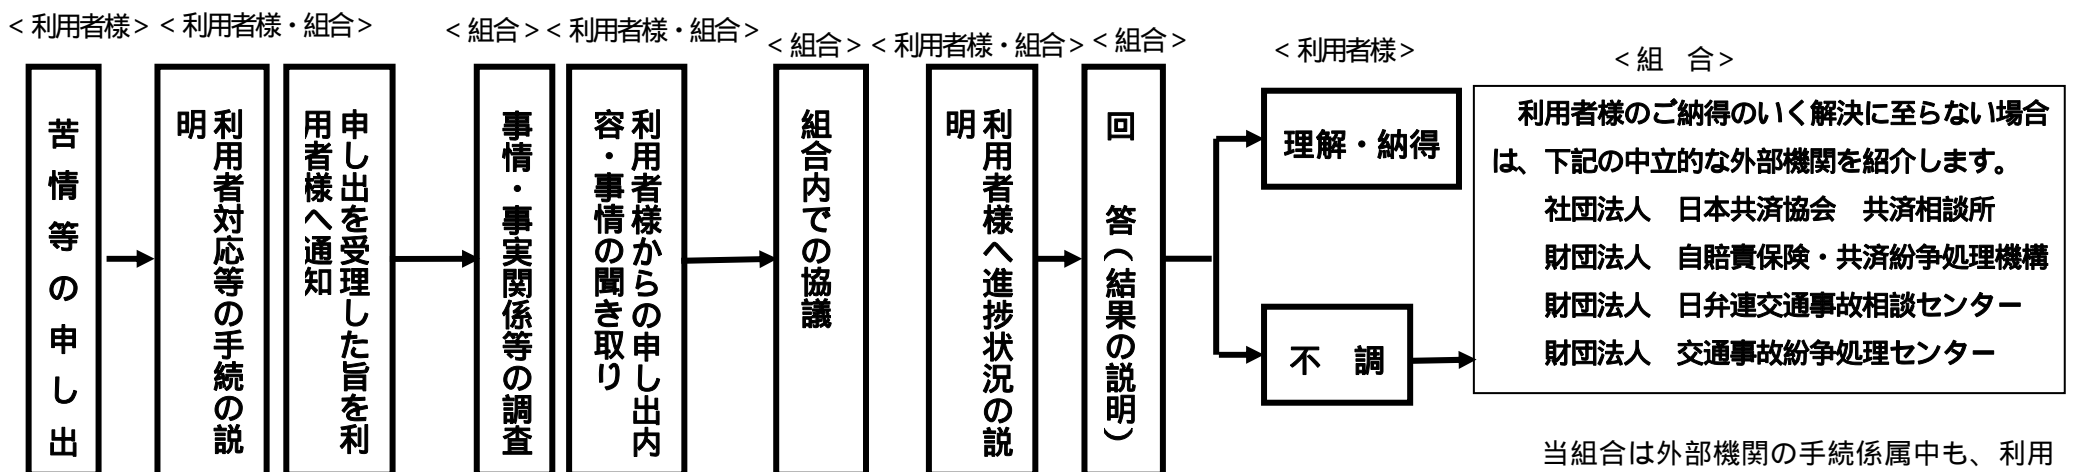 ＜利用者様＞
＜利用者様・組合＞
＜組合＞
＜利用者様・組合＞
＜組合＞
＜利用者様・組合＞
＜組合＞
＜利用者様＞
＜組　合＞
苦情等の申し出
利用者対応等の手続の説
明
申し出を受理した旨を利
用者様へ通知
事情・事実関係等の調査
利用者様からの申し出内
容・事情の聞き取り
組合内での協議
利用者様へ進捗状況の説
明
回　答（結果の説明）
理解・納得
不　調
利用者様のご納得のいく解決に至らない場合
は、下記の中立的な外部機関を紹介します。
社団法人　日本共済協会　共済相談所
財団法人　自賠責保険・共済紛争処理機構
財団法人　日弁連交通事故相談センター
財団法人　交通事故紛争処理センター
当組合は外部機関の手続係属中も、利用